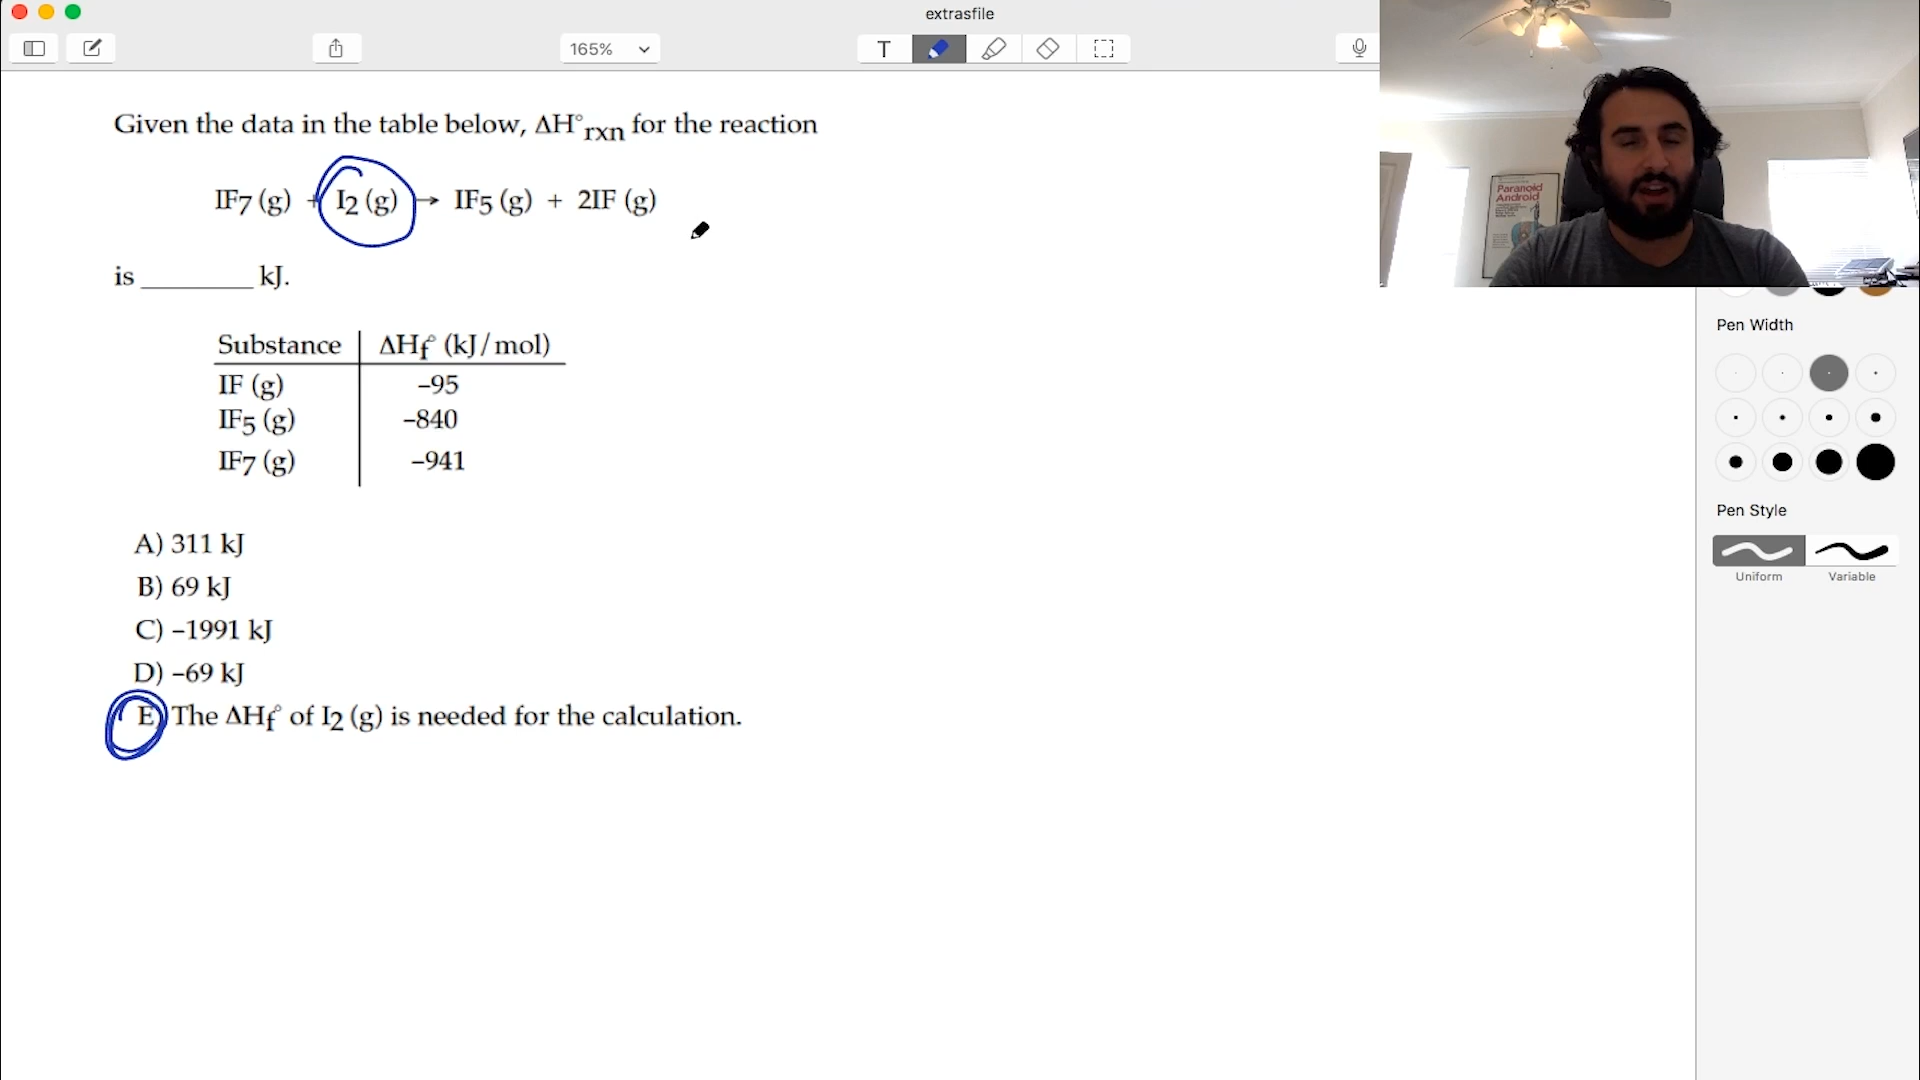 extrasfile
165%
T
Given the data in the table below, ΔH°rxn for the reaction
IF7 (g) + I2 (g) → IF5 (g) + 2IF (g)
is ________ kJ.
Substance ΔHf° (kJ/mol)
IF (g) –95
IF5 (g) –840
IF7 (g) –941
A) 311 kJ
B) 69 kJ
C) –1991 kJ
D) –69 kJ
E) The ΔHf° of I2 (g) is needed for the calculation.
Paranoid
Android
Pen Width
Pen Style
Uniform Variable